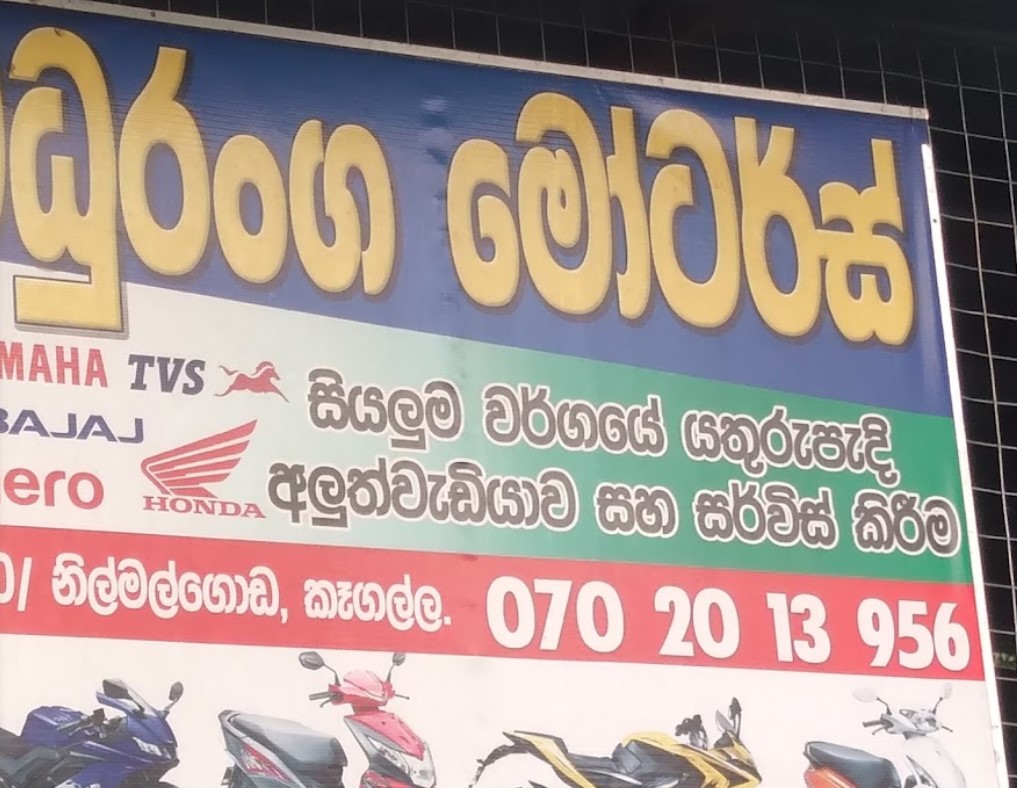 ධුරංග මෝටර්ස්
MAHA TVS
BAJAJ
ero HONDA
සියලුම වර්ගයේ යතුරුපැදි
අලුත්වැඩියාව සහ සර්විස් කිරීම
/ නිල්මල්ගොඩ, කෑගල්ල. 070 20 13 956